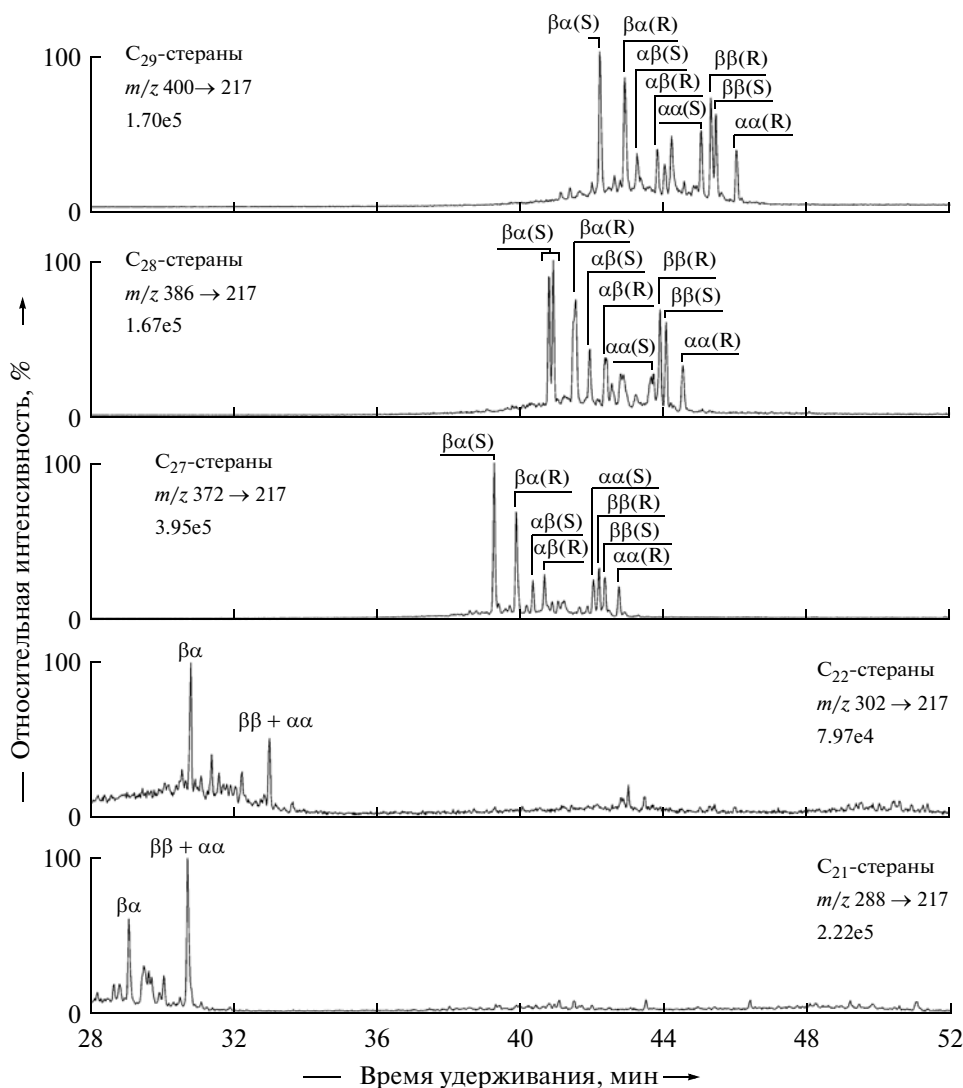 βα(S)
βα(R)
αβ(S)
αβ(R)
αα(S)
ββ(R)
ββ(S)
αα(R)
100
0
C₂₉-стераны
m/z 400 → 217
1.70e5
βα(S)
βα(R)
αβ(S)
αβ(R)
αα(S)
ββ(R)
ββ(S)
αα(R)
100
0
C₂₈-стераны
m/z 386 → 217
1.67e5
βα(S)
βα(R)
αβ(S)
αβ(R)
αα(S)
ββ(R)
ββ(S)
αα(R)
100
0
C₂₇-стераны
m/z 372 → 217
3.95e5
βα
ββ + αα
100
0
C₂₂-стераны
m/z 302 → 217
7.97e4
βα
ββ + αα
100
0
C₂₁-стераны
m/z 288 → 217
2.22e5
28 32 36 40 44 48 52
Относительная интенсивность, %
Время удерживания, мин